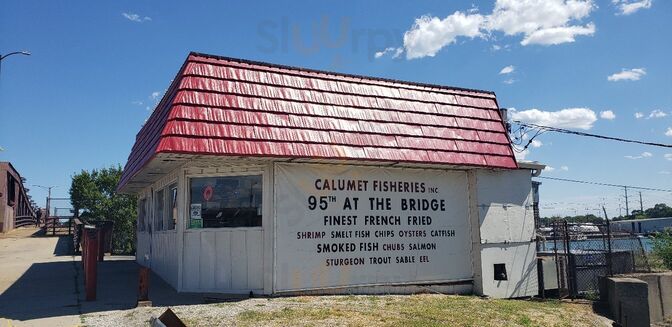 Slurrpy
CALUMET FISHERIES INC
95TH AT THE BRIDGE
FINEST FRENCH FRIED
SHRIMP SMELT FISH CHIPS OYSTERS CATFISH
SMOKED FISH CHUBS SALMON
STURGEON TROUT SABLE EEL